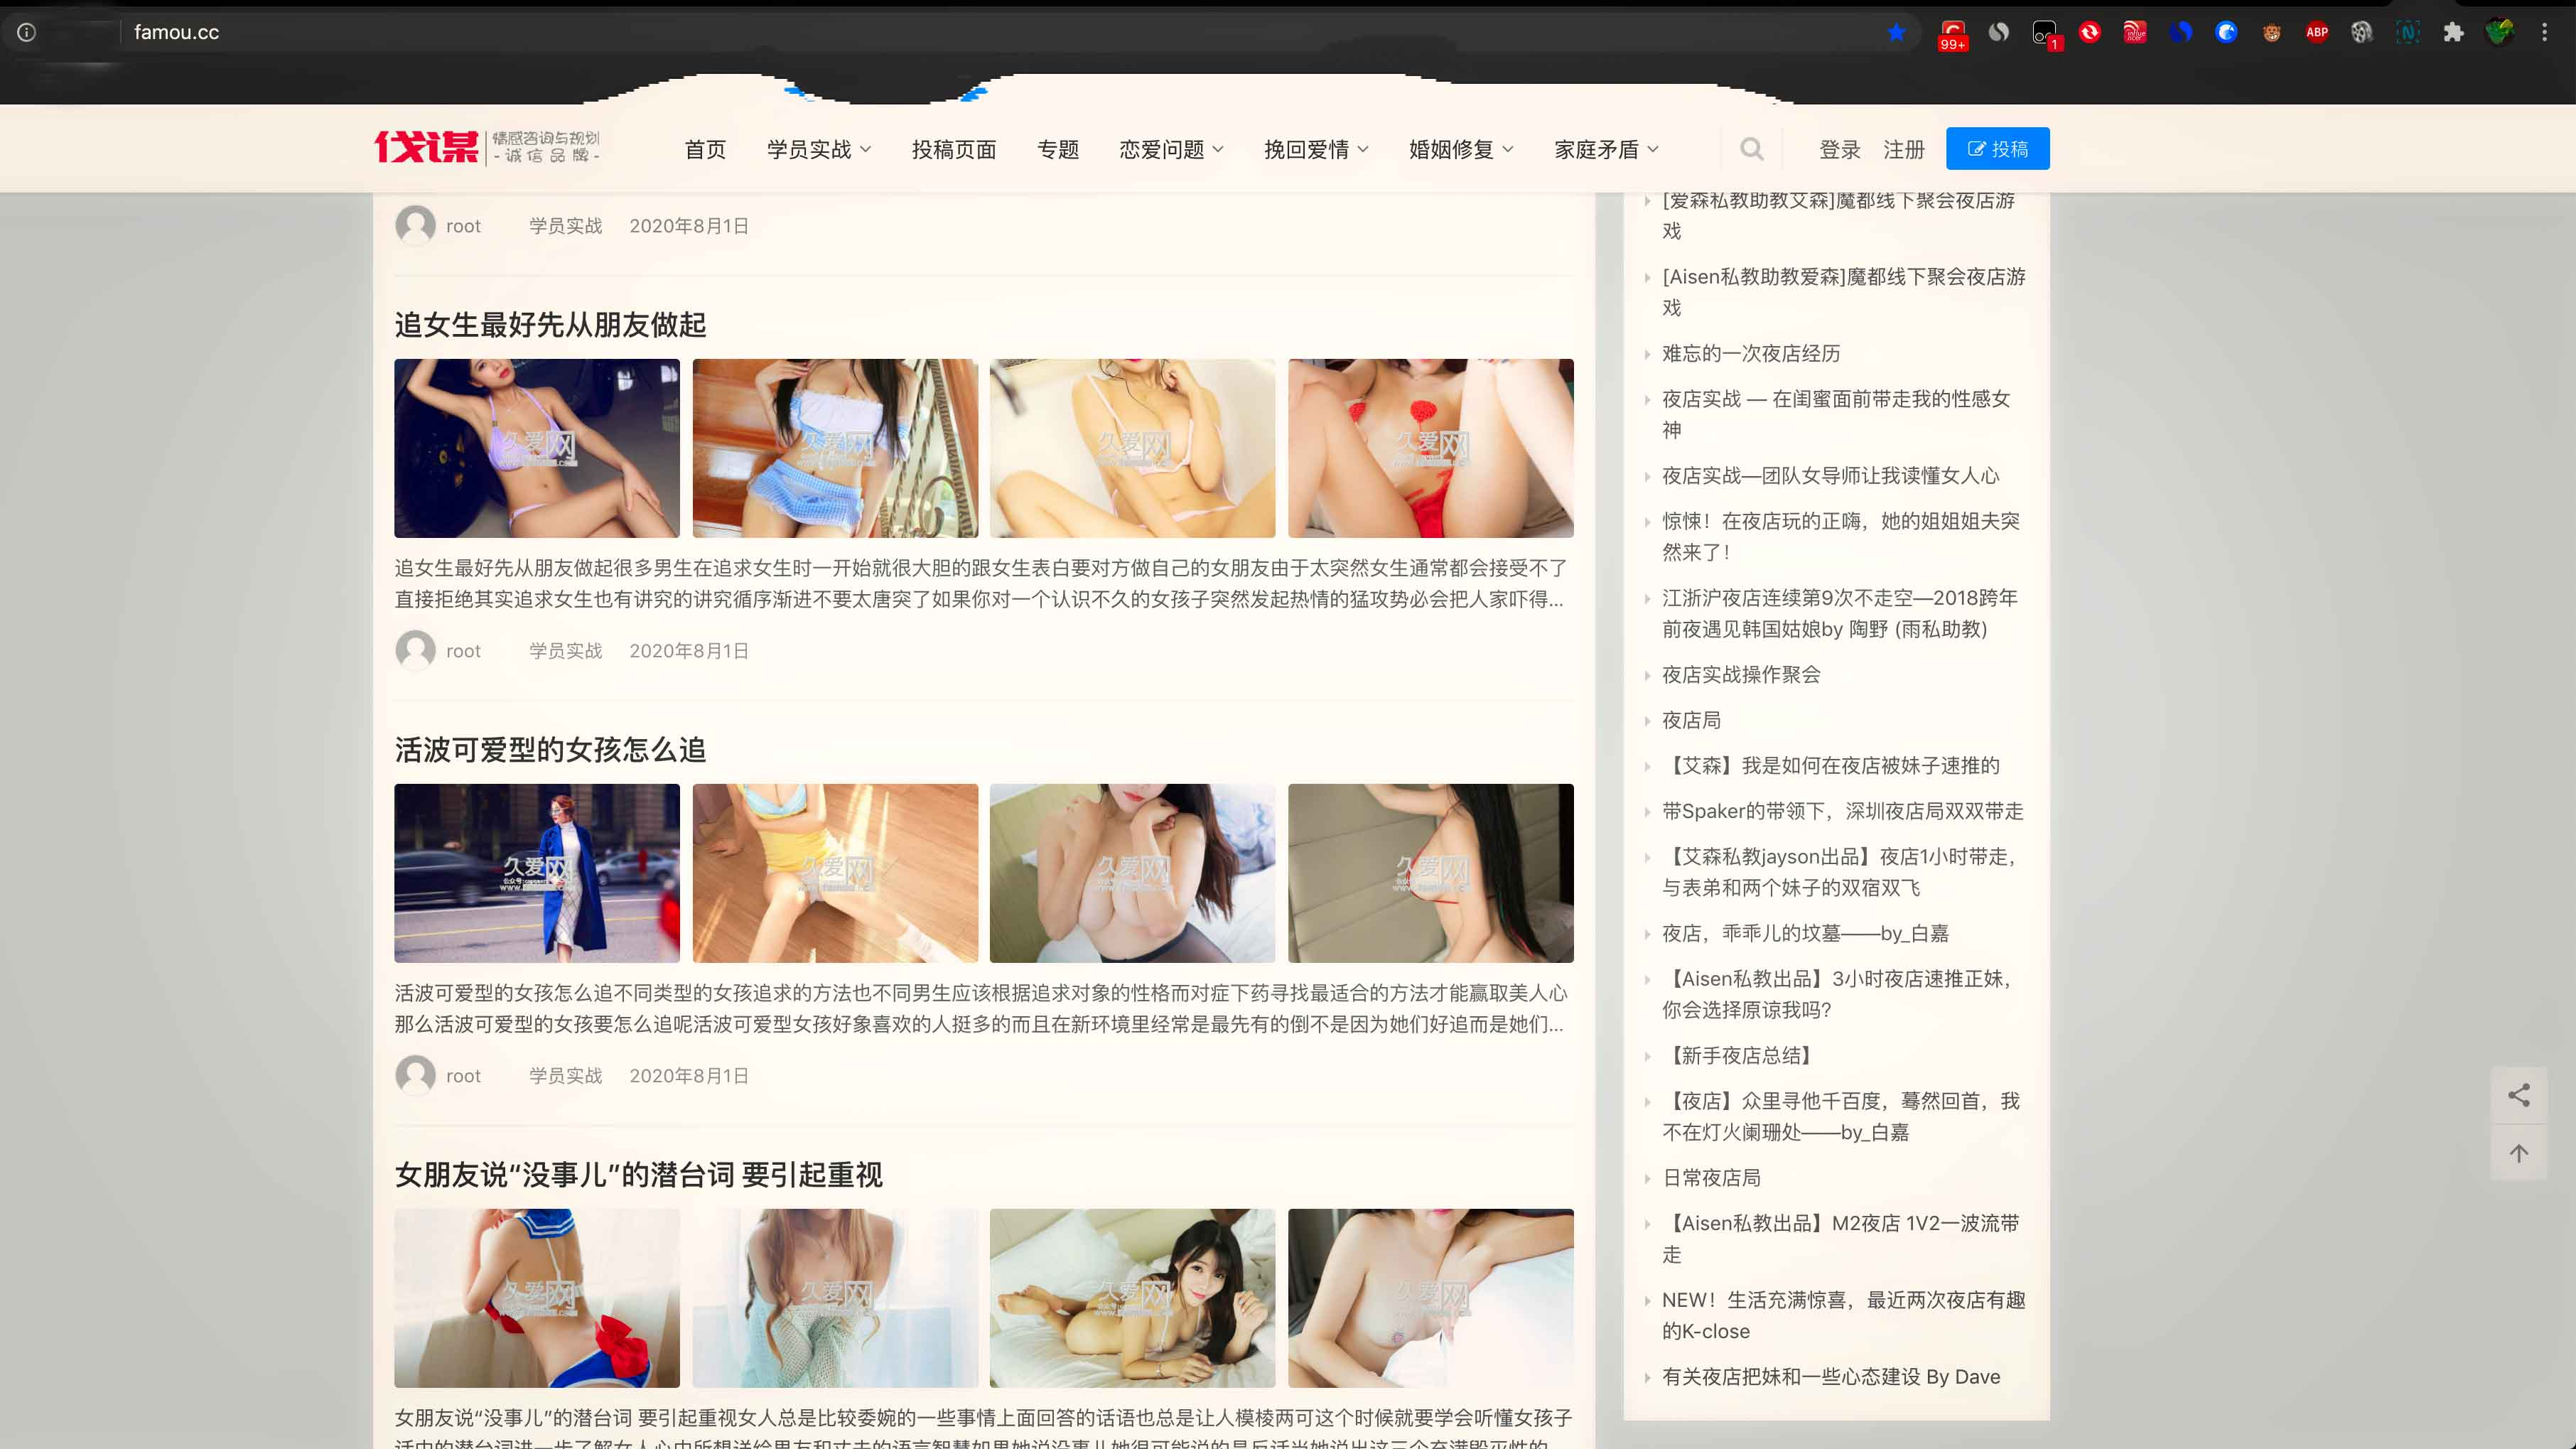 famou.cc
99+
1
ABP
伐谋 情感咨询与规划
-诚信品牌-
首页 学员实战 投稿页面 专题 恋爱问题 挽回爱情 婚姻修复 家庭矛盾 登录 注册 投稿
root 学员实战 2020年8月1日
追女生最好先从朋友做起
久爱网
久爱网
久爱网
久爱网
追女生最好先从朋友做起很多男生在追求女生时一开始就很大胆的跟女生表白要对方做自己的女朋友由于太突然女生通常都会接受不了
直接拒绝其实追求女生也有讲究的讲究循序渐进不要太唐突了如果你对一个认识不久的女孩子突然发起热情的猛攻势必会把人家吓得...
root 学员实战 2020年8月1日
活波可爱型的女孩怎么追
久爱网
久爱网
久爱网
久爱网
活波可爱型的女孩怎么追不同类型的女孩追求的方法也不同男生应该根据追求对象的性格而对症下药寻找最适合的方法才能赢取美人心
那么活波可爱型的女孩要怎么追呢活波可爱型女孩好象喜欢的人挺多的而且在新环境里经常是最先有的倒不是因为她们好追而是她们...
root 学员实战 2020年8月1日
女朋友说“没事儿”的潜台词 要引起重视
久爱网
久爱网
久爱网
久爱网
女朋友说“没事儿”的潜台词 要引起重视女人总是比较委婉的一些事情上面回答的话语也总是让人模棱两可这个时候就要学会听懂女孩子
[爱森私教助教艾森]魔都线下聚会夜店游
戏
[Aisen私教助教爱森]魔都线下聚会夜店游
戏
难忘的一次夜店经历
夜店实战 — 在闺蜜面前带走我的性感女
神
夜店实战—团队女导师让我读懂女人心
惊悚！在夜店玩的正嗨，她的姐姐姐夫突
然来了！
江浙沪夜店连续第9次不走空—2018跨年
前夜遇见韩国姑娘by 陶野 (雨私助教)
夜店实战操作聚会
夜店局
【艾森】我是如何在夜店被妹子速推的
带Spaker的带领下，深圳夜店局双双带走
【艾森私教jayson出品】夜店1小时带走，
与表弟和两个妹子的双宿双飞
夜店，乖乖儿的坟墓——by_白嘉
【Aisen私教出品】3小时夜店速推正妹，
你会选择原谅我吗?
【新手夜店总结】
【夜店】众里寻他千百度，蓦然回首，我
不在灯火阑珊处——by_白嘉
日常夜店局
【Aisen私教出品】M2夜店 1V2一波流带
走
NEW！生活充满惊喜，最近两次夜店有趣
的K-close
有关夜店把妹和一些心态建设 By Dave